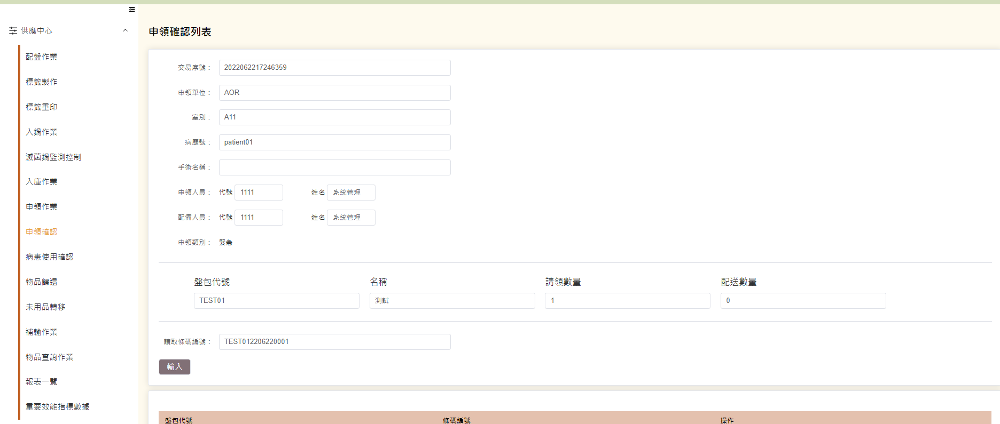 供應中心
配盤作業
標籤製作
標籤重印
入鍋作業
滅菌鍋監測控制
入庫作業
申領作業
申領確認
病患使用確認
物品歸還
未用品轉移
補輸作業
物品查詢作業
報表一覽
重要效能指標數據
申領確認列表
交易序號： 2022062217246359
申領單位： AOR
室別： A11
病歷號： patient01
手術名稱：
申領人員： 代號 1111 姓名 系統管理
配備人員： 代號 1111 姓名 系統管理
申領類別： 緊急
盤包代號 名稱 請領數量 配送數量
TEST01 測試 1 0
讀取條碼編號： TEST012206220001
輸入
盤包代號 條碼編號 操作